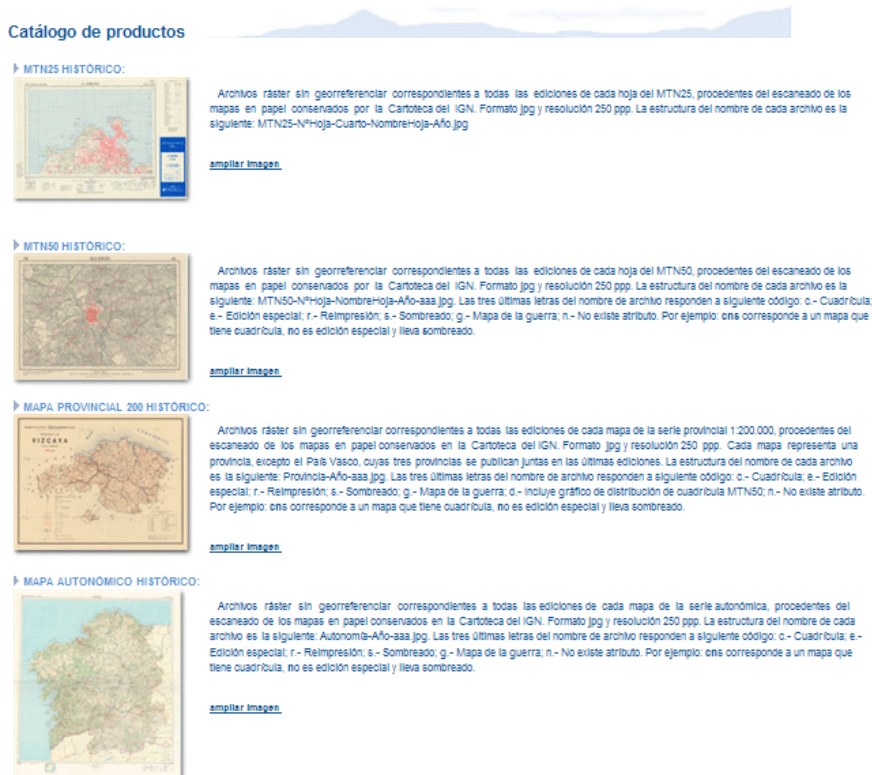 Catálogo de productos
MTN25 HISTÓRICO:
Archivos ráster sin georreferenciar correspondientes a todas las ediciones de cada hoja del MTN25, procedentes del escaneado de los
mapas en papel conservados por la Cartoteca del IGN. Formato jpg y resolución 250 ppp. La estructura del nombre de cada archivo es la
siguiente: MTN25-NºHoja-Cuarto-NombreHoja-Año.jpg
ampliar imagen
MTN50 HISTÓRICO:
Archivos ráster sin georreferenciar correspondientes a todas las ediciones de cada hoja del MTN50, procedentes del escaneado de los
mapas en papel conservados por la Cartoteca del IGN. Formato jpg y resolución 250 ppp. La estructura del nombre de cada archivo es la
siguiente: MTN50-NºHoja-NombreHoja-Año-aaa.jpg. Las tres últimas letras del nombre de archivo responden a siguiente código: c.- Cuadrícula;
e.- Edición especial; r.- Reimpresión; s.- Sombreado; g.- Mapa de la guerra; n.- No existe atributo. Por ejemplo: cns corresponde a un mapa que
tiene cuadrícula, no es edición especial y lleva sombreado.
ampliar imagen
MAPA PROVINCIAL 200 HISTÓRICO:
VIZCAYA
Archivos ráster sin georreferenciar correspondientes a todas las ediciones de cada mapa de la serie provincial 1:200.000, procedentes del
escaneado de los mapas en papel conservados en la Cartoteca del IGN. Formato jpg y resolución 250 ppp. Cada mapa representa una
provincia, excepto el País Vasco, cuyas tres provincias se publican juntas en las últimas ediciones. La estructura del nombre de cada archivo
es la siguiente: Provincia-Año-aaa.jpg. Las tres últimas letras del nombre de archivo responden a siguiente código: c.- Cuadrícula; e.- Edición
especial; r.- Reimpresión; s.- Sombreado; g.- Mapa de la guerra; d.- Incluye gráfico de distribución de cuadrícula MTN50; n.- No existe atributo.
Por ejemplo: cns corresponde a un mapa que tiene cuadrícula, no es edición especial y lleva sombreado.
ampliar imagen
MAPA AUTONÓMICO HISTÓRICO:
Archivos ráster sin georreferenciar correspondientes a todas las ediciones de cada mapa de la serie autonómica, procedentes del
escaneado de los mapas en papel conservados en la Cartoteca del IGN. Formato jpg y resolución 250 ppp. La estructura del nombre de cada
archivo es la siguiente: Autonomía-Año-aaa.jpg. Las tres últimas letras del nombre de archivo responden a siguiente código: c.- Cuadrícula; e.-
Edición especial; r.- Reimpresión; s.- Sombreado; g.- Mapa de la guerra; n.- No existe atributo. Por ejemplo: cns corresponde a un mapa que
tiene cuadrícula, no es edición especial y lleva sombreado.
ampliar imagen